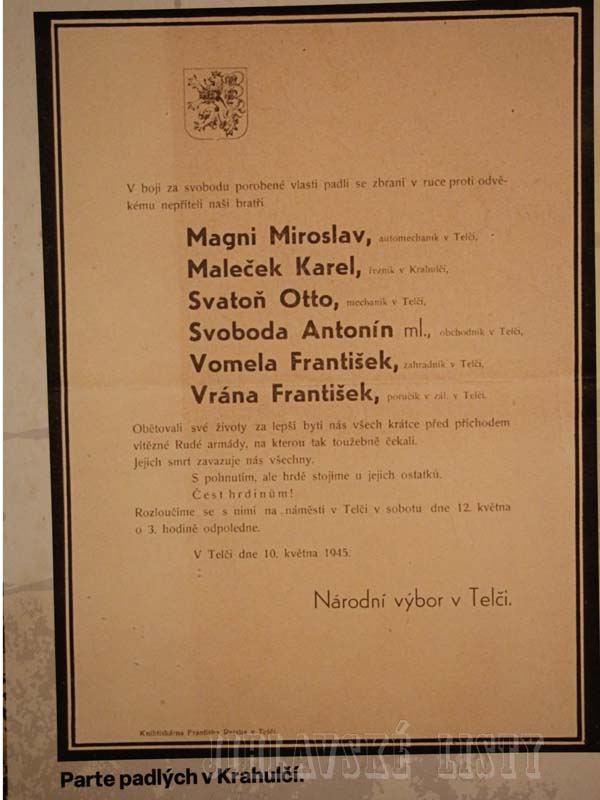 V boji za svobodu porobené vlasti padli se zbraní v ruce proti odvě-
kému nepříteli naši bratři
Magni Miroslav, automechanik v Telči,
Maleček Karel, řezník v Krahulčí,
Svatoň Otto, mechanik v Telči,
Svoboda Antonín ml., obchodník v Telči,
Vomela František, zahradník v Telči,
Vrána František, poručík v zál. v Telči.
Obětovali své životy za lepší bytí nás všech krátce před příchodem
vítězné Rudé armády, na kterou tak toužebně čekali.
Jejich smrt zavazuje nás všechny.
S pohnutím, ale hrdě stojíme u jejich ostatků.
Čest hrdinům!
Rozloučíme se s nimi na náměstí v Telči v sobotu dne 12. května
o 3. hodině odpoledne.
V Telči dne 10. května 1945.
Národní výbor v Telči.
Knihtiskárna Františka v Telči.
JIHLAVSKÉ LISTY
Parte padlých v Krahulčí.